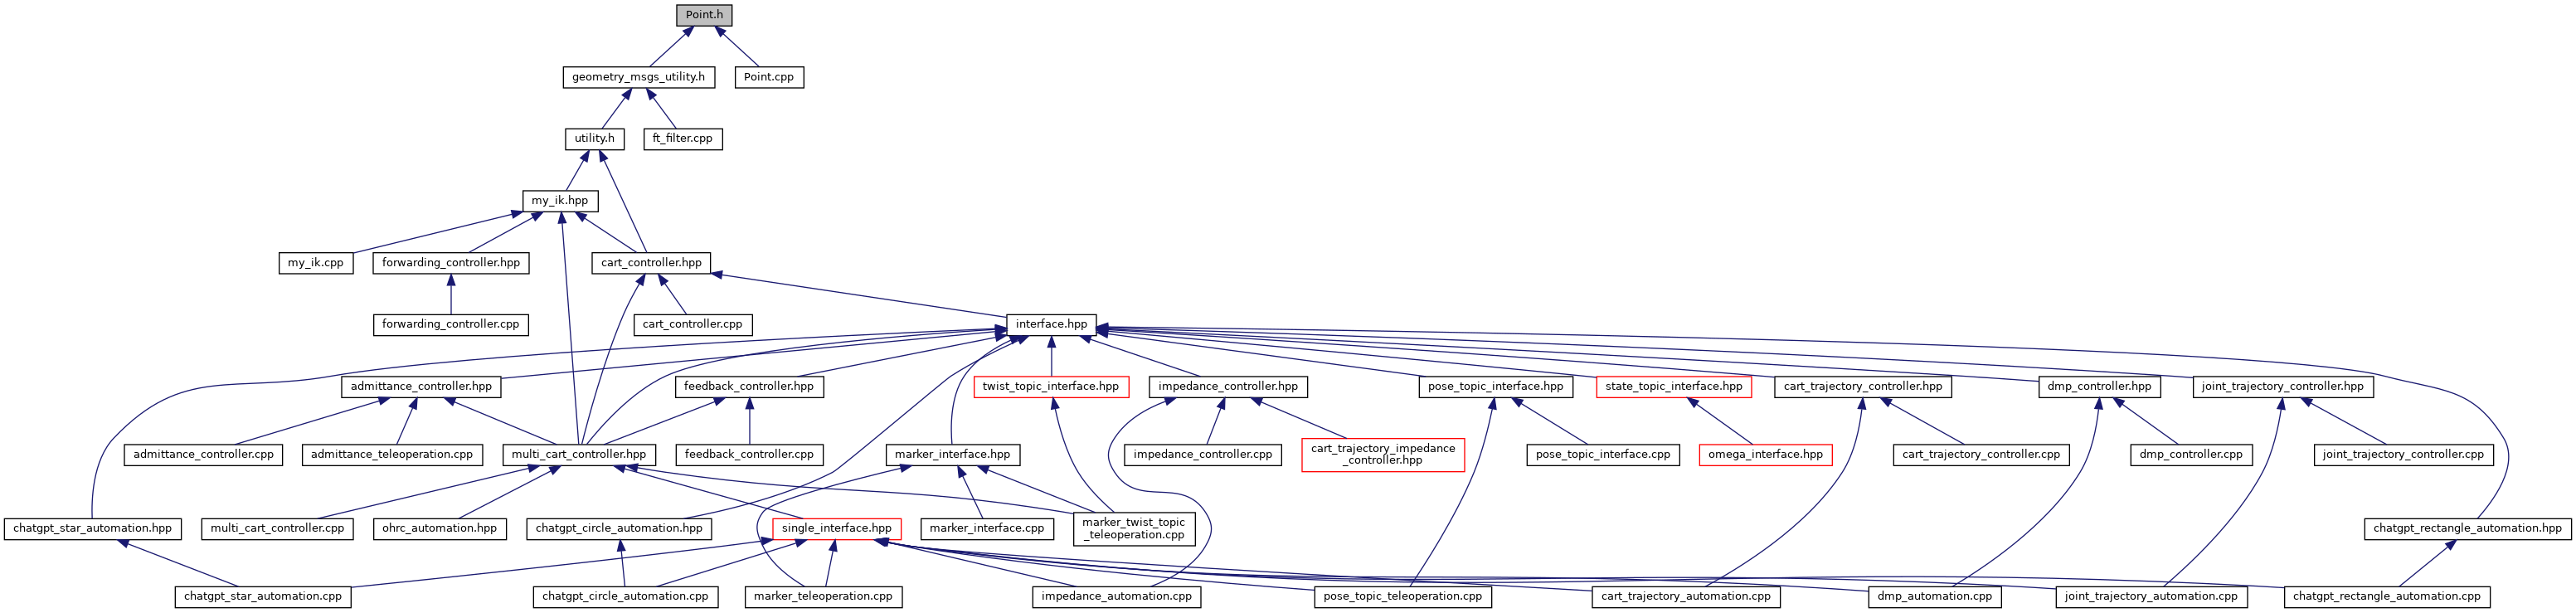 Point.h
geometry_msgs_utility.h
Point.cpp
utility.h
ft_filter.cpp
my_ik.hpp
my_ik.cpp
forwarding_controller.hpp
cart_controller.hpp
forwarding_controller.cpp
cart_controller.cpp
interface.hpp
admittance_controller.hpp
feedback_controller.hpp
twist_topic_interface.hpp
impedance_controller.hpp
pose_topic_interface.hpp
state_topic_interface.hpp
cart_trajectory_controller.hpp
dmp_controller.hpp
joint_trajectory_controller.hpp
admittance_controller.cpp
admittance_teleoperation.cpp
multi_cart_controller.hpp
feedback_controller.cpp
marker_interface.hpp
impedance_controller.cpp
cart_trajectory_impedance
_controller.hpp
pose_topic_interface.cpp
omega_interface.hpp
cart_trajectory_controller.cpp
dmp_controller.cpp
joint_trajectory_controller.cpp
chatgpt_star_automation.hpp
multi_cart_controller.cpp
ohrc_automation.hpp
chatgpt_circle_automation.hpp
single_interface.hpp
marker_interface.cpp
marker_twist_topic
_teleoperation.cpp
chatgpt_rectangle_automation.hpp
chatgpt_star_automation.cpp
chatgpt_circle_automation.cpp
marker_teleoperation.cpp
impedance_automation.cpp
pose_topic_teleoperation.cpp
cart_trajectory_automation.cpp
dmp_automation.cpp
joint_trajectory_automation.cpp
chatgpt_rectangle_automation.cpp